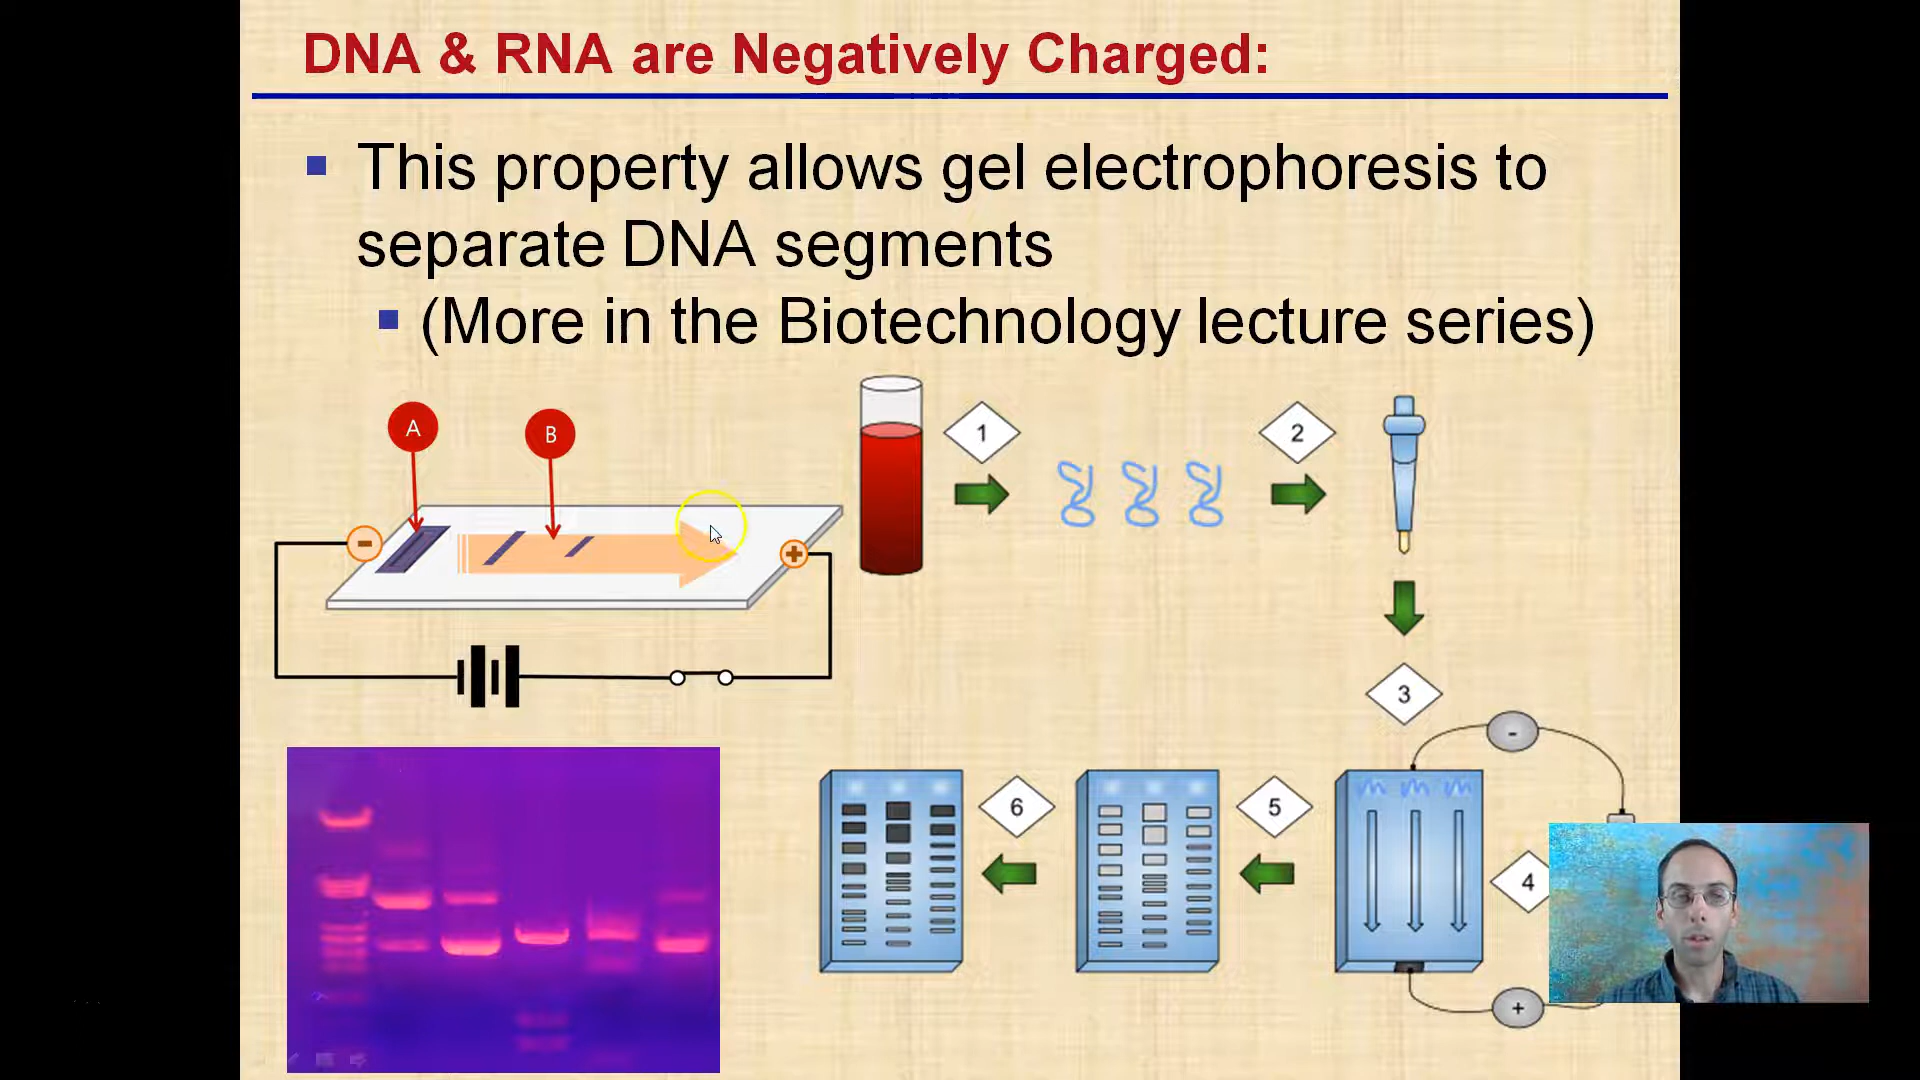 DNA & RNA are Negatively Charged:
This property allows gel electrophoresis to
separate DNA segments
(More in the Biotechnology lecture series)
A
B
-
+
1
2
3
4
5
6
-
+